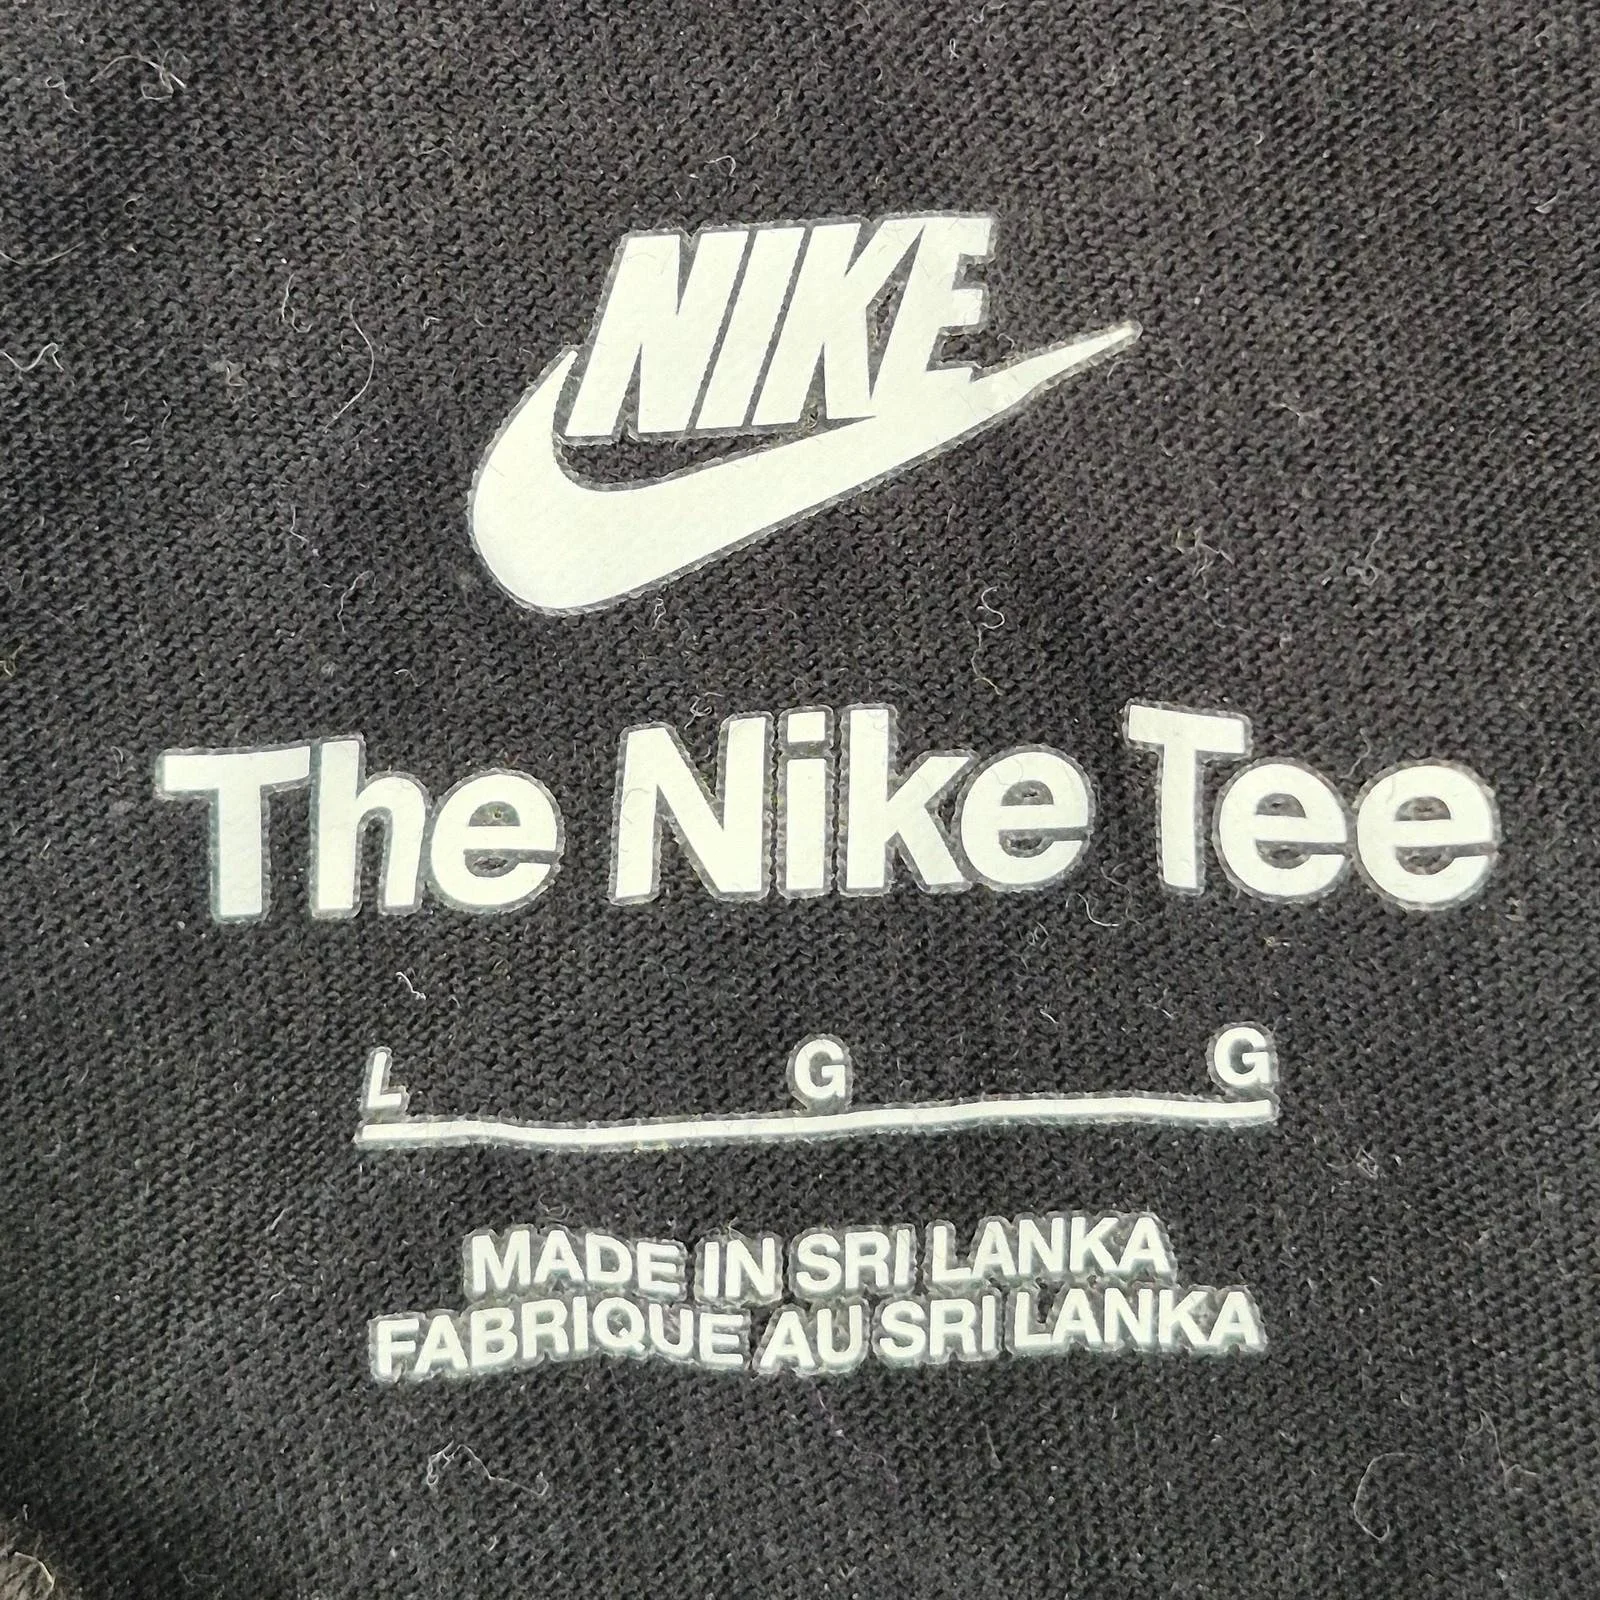 NIKE
The Nike Tee
L G G
MADE IN SRI LANKA
FABRIQUE AU SRI LANKA